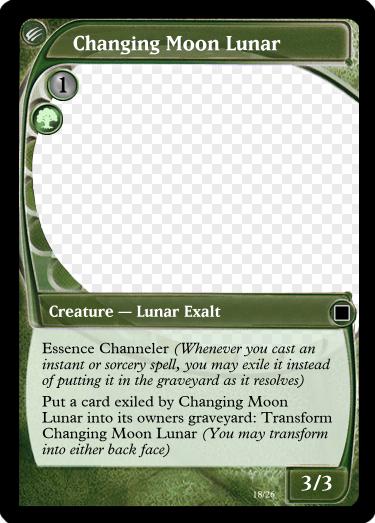 Changing Moon Lunar
1
Creature — Lunar Exalt
Essence Channeler (Whenever you cast an
instant or sorcery spell, you may exile it instead
of putting it in the graveyard as it resolves)
Put a card exiled by Changing Moon
Lunar into its owners graveyard: Transform
Changing Moon Lunar (You may transform
into either back face)
18/26
3/3